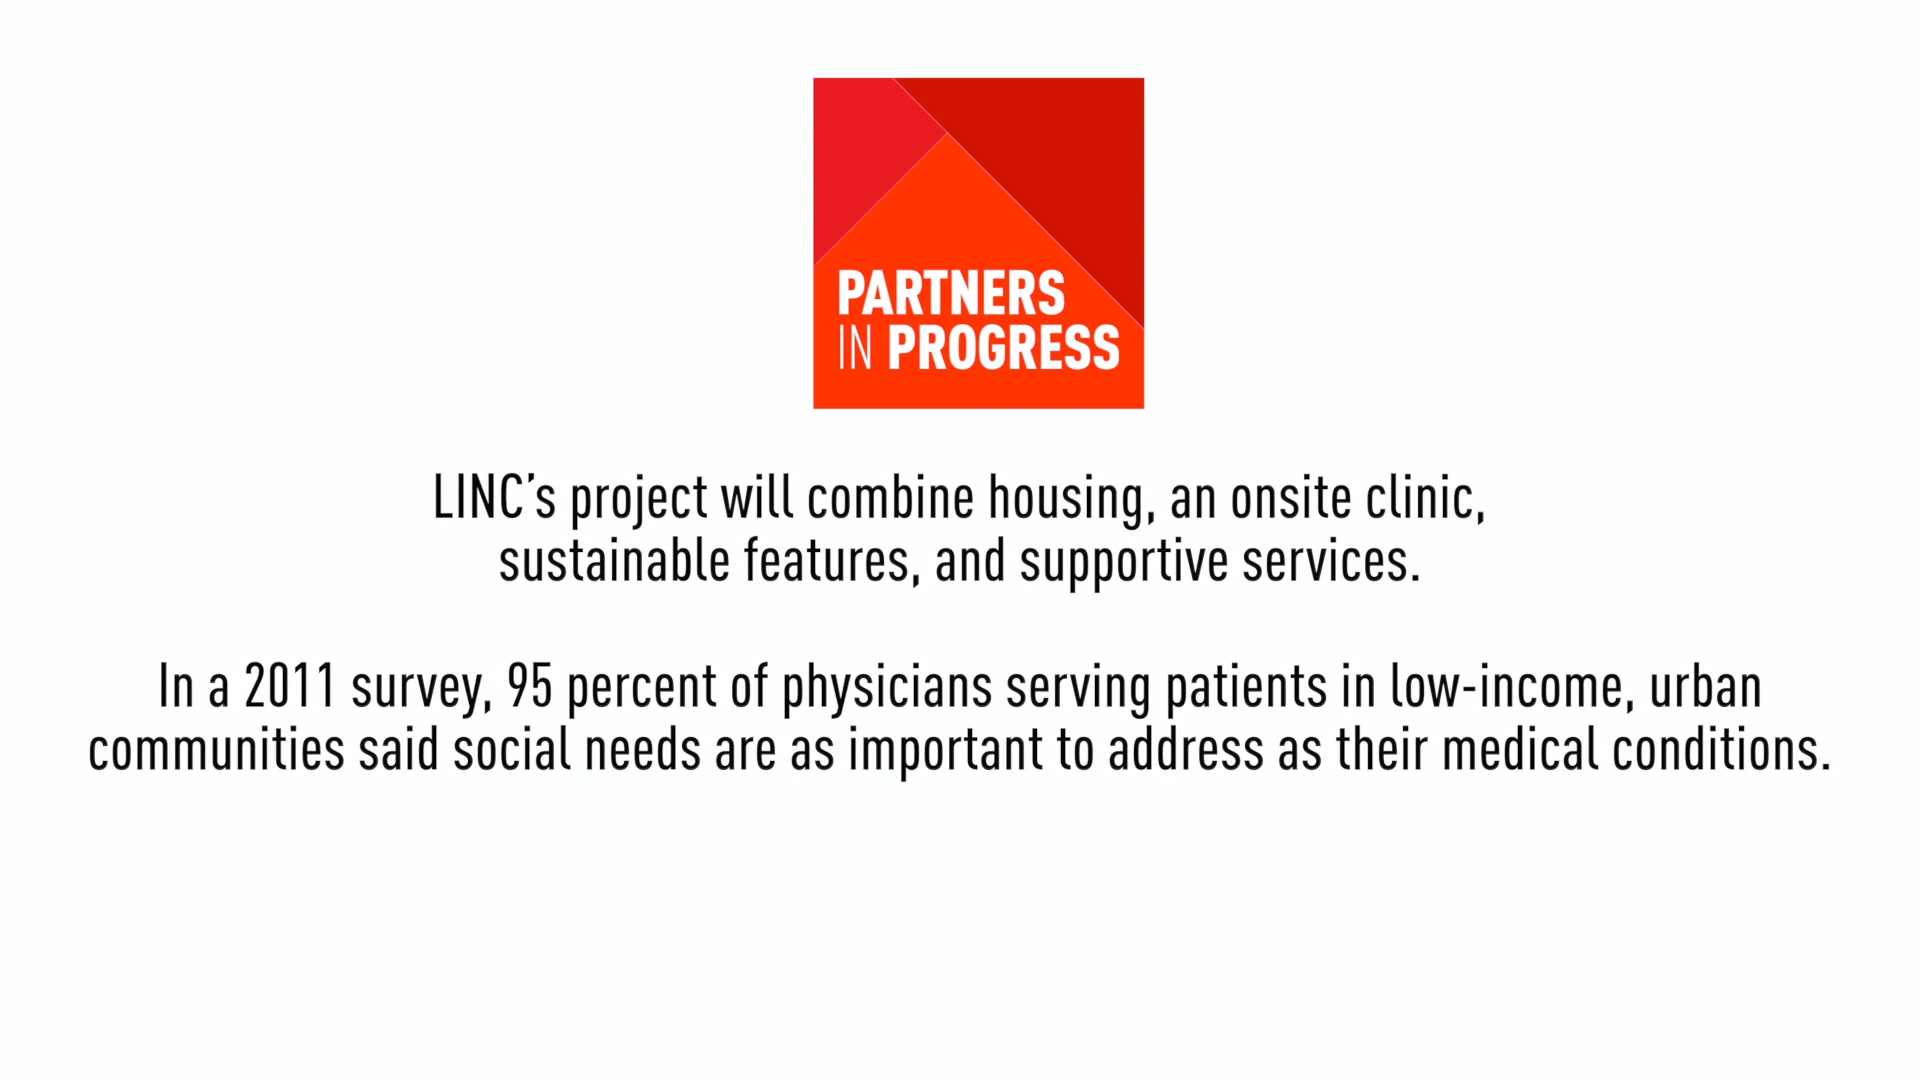 PARTNERS
IN PROGRESS
LINC’s project will combine housing, an onsite clinic,
sustainable features, and supportive services.
In a 2011 survey, 95 percent of physicians serving patients in low-income, urban
communities said social needs are as important to address as their medical conditions.